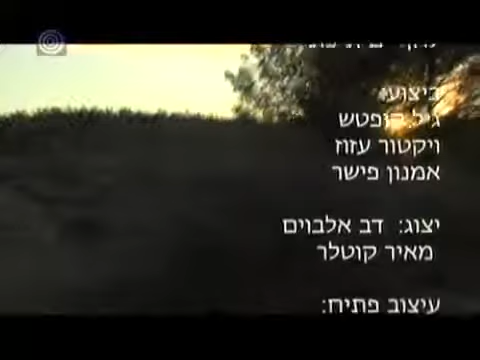 ביצוע:
גיל קופטש
ויקטור עזוז
אמנון פישר
יצוג: דב אלבוים
מאיר קוטלר
עיצוב פתיח: